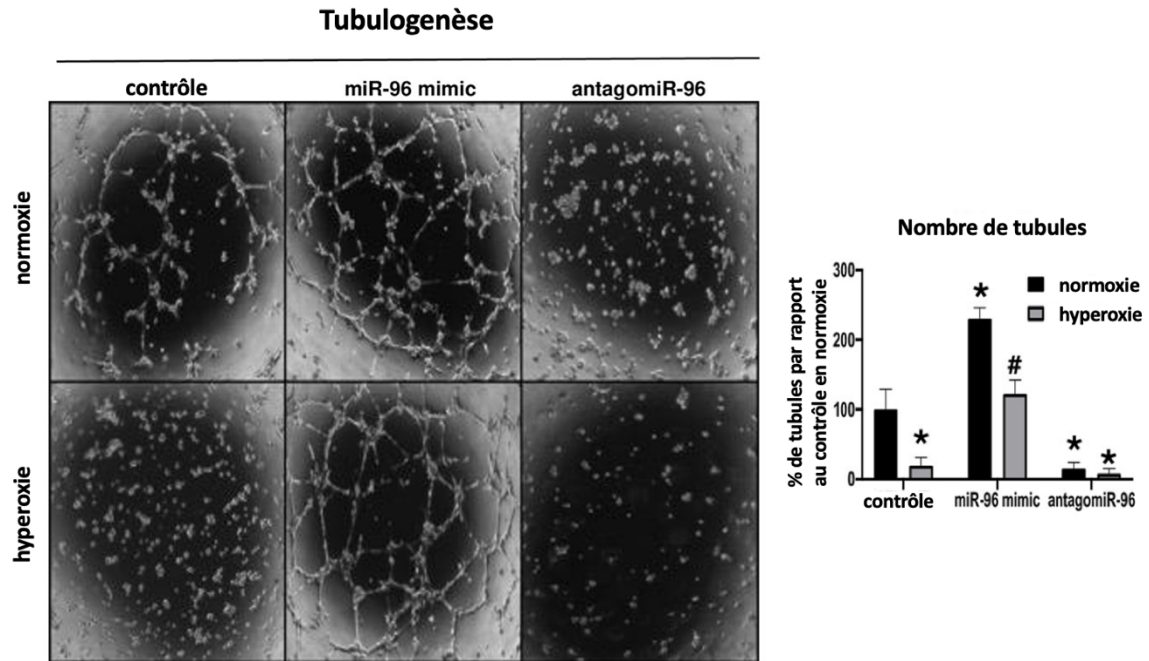 Tubulogenèse
contrôle
miR-96 mimic
antagomiR-96
normoxie
hyperoxie
Nombre de tubules
% de tubules par rapport
au contrôle en normoxie
300
200
100
0
*
*
*
#
*
*
normoxie
hyperoxie
contrôle
miR-96 mimic
antagomiR-96